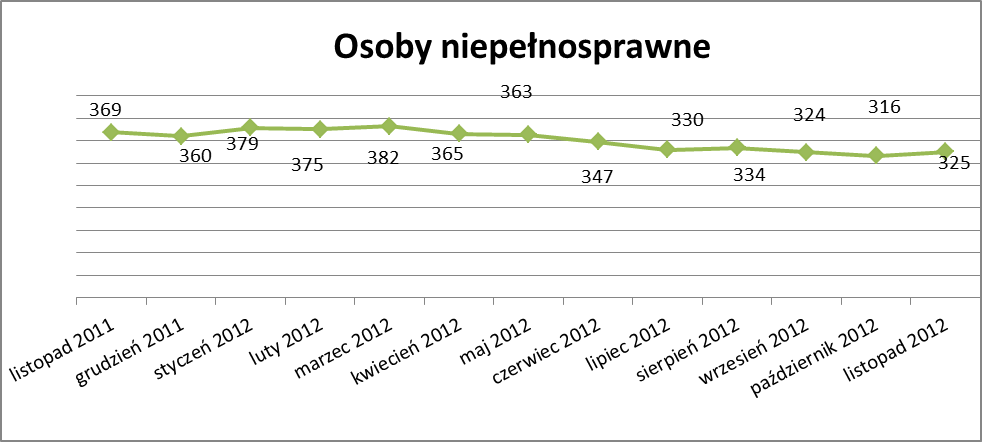 Osoby niepełnosprawne
369
360
379
375
382
365
363
347
330
334
324
316
325
listopad 2011
grudzień 2011
styczeń 2012
luty 2012
marzec 2012
kwiecień 2012
maj 2012
czerwiec 2012
lipiec 2012
sierpień 2012
wrzesień 2012
październik 2012
listopad 2012